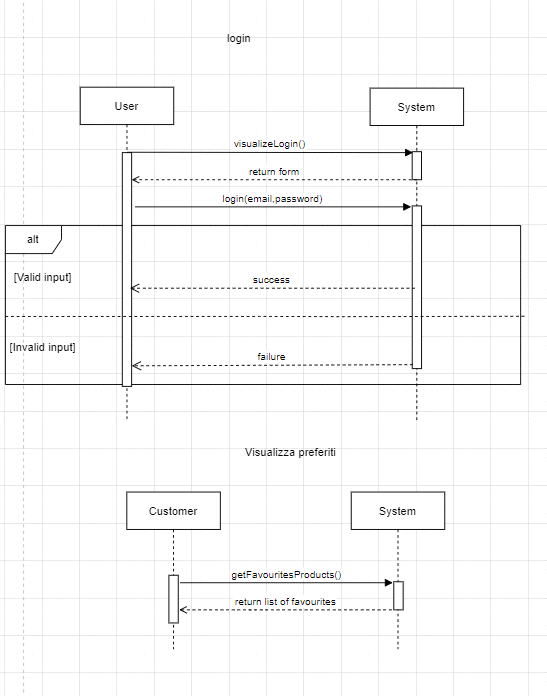 login
User
System
visualizeLogin()
return form
login(email,password)
alt
[Valid input]
success
[Invalid input]
failure
Visualizza preferiti
Customer
System
getFavouritesProducts()
return list of favourites